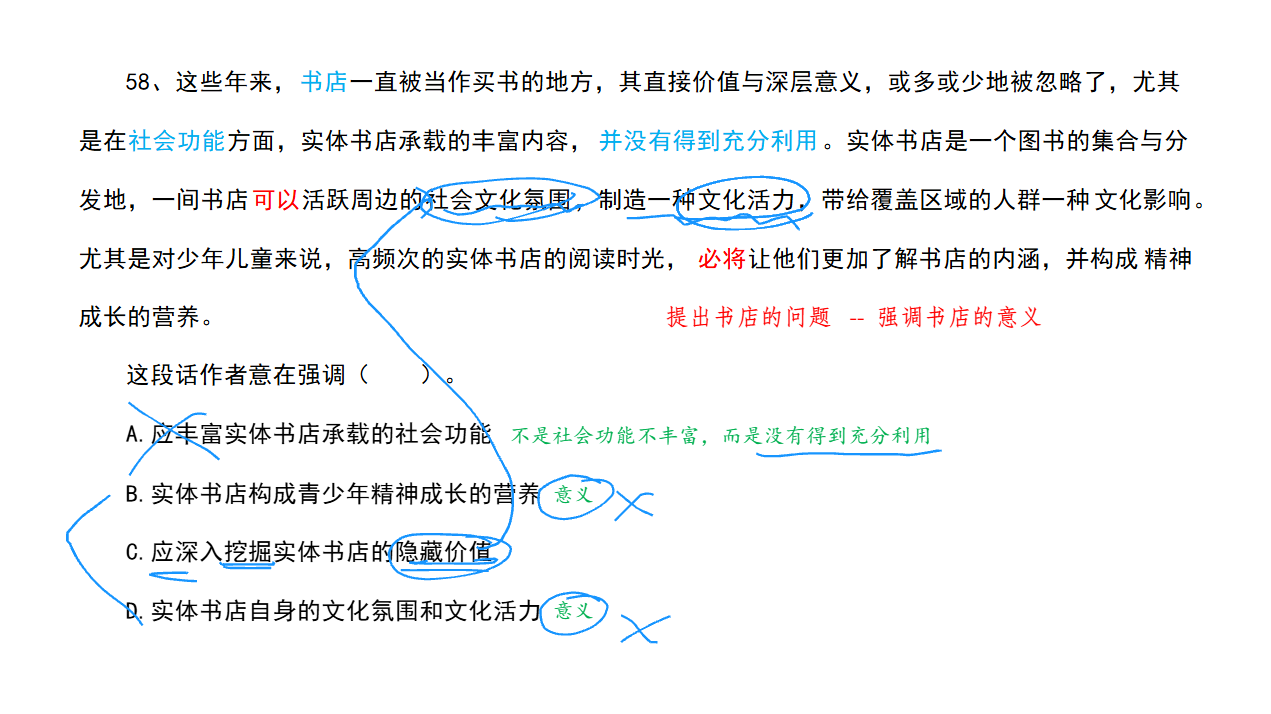 58、这些年来，书店一直被当作买书的地方，其直接价值与深层意义，或多或少地被忽略了，尤其
是在社会功能方面，实体书店承载的丰富内容，并没有得到充分利用。实体书店是一个图书的集合与分
发地，一间书店可以活跃周边的社会文化氛围，制造一种文化活力，带给覆盖区域的人群一种文化影响。
尤其是对少年儿童来说，高频次的实体书店的阅读时光，必将让他们更加了解书店的内涵，并构成精神
成长的营养。 提出书店的问题 -- 强调书店的意义
这段话作者意在强调（ ）。
A.应丰富实体书店承载的社会功能 不是社会功能不丰富，而是没有得到充分利用
B.实体书店构成青少年精神成长的营养 意义
C.应深入挖掘实体书店的隐藏价值
D.实体书店自身的文化氛围和文化活力 意义